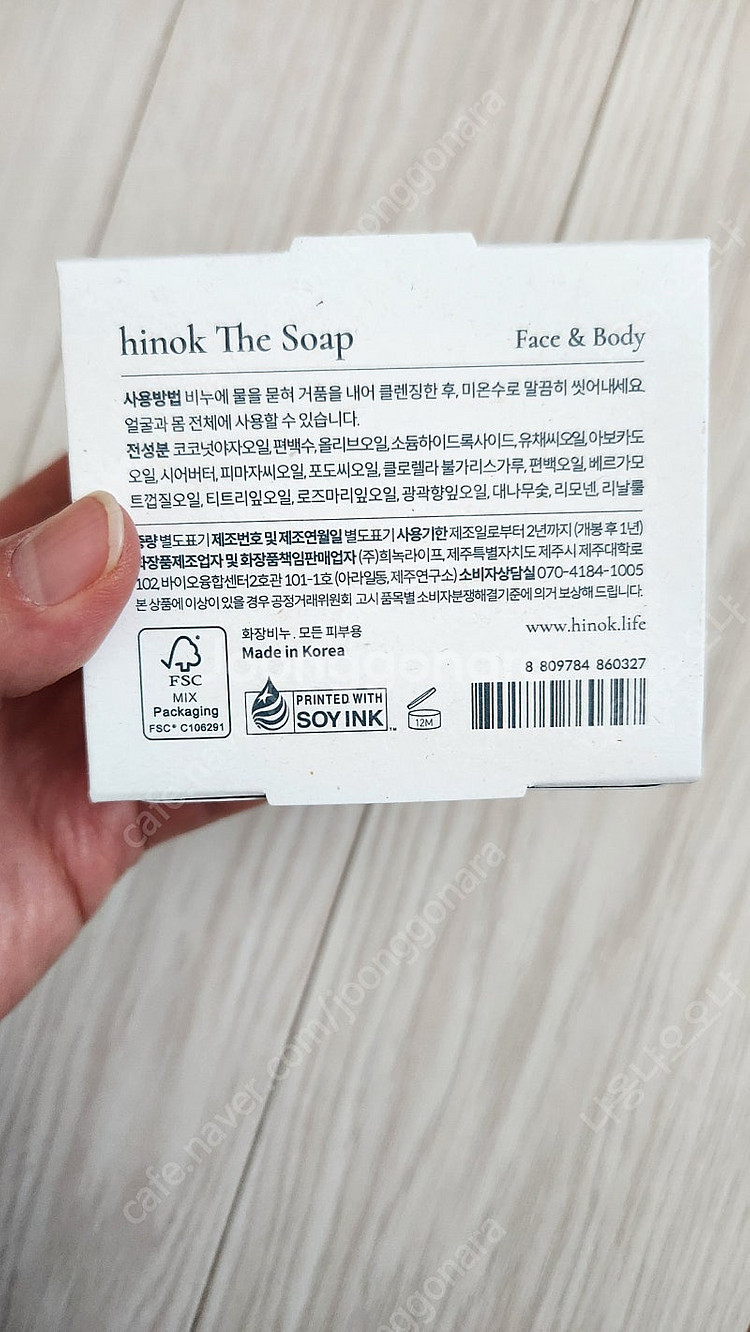 hinok The Soap
Face & Body
사용방법 비누에 물을 묻혀 거품을 내어 클렌징한 후, 미온수로 말끔히 씻어내세요.
얼굴과 몸 전체에 사용할 수 있습니다.
전성분 코코넛야자오일, 편백수, 올리브오일, 소듐하이드록사이드, 유채씨오일, 아보카도
오일, 시어버터, 피마자씨오일, 포도씨오일, 클로렐라 불가리스가루, 편백오일, 베르가모
트껍질오일, 티트리잎오일, 로즈마리잎오일, 광곽향잎오일, 대나무숯, 리모넨, 리날룰
별도표기 제조번호 및 제조연월일 별도표기 사용기한 제조일로부터 2년까지 (개봉 후 1년)
및 화장품책임판매업자 (주)희녹라이프, 제주특별자치도 제주시 제주대학로
102, 바이오융합센터2호관 101-1호 (아라일동, 제주연구소) 소비자상담실 070-4184-1005
본 상품에 이상이 있을 경우 공정거래위원회 고시 품목별 소비자분쟁해결기준에 의거 보상해 드립니다.
화장비누. 모든 피부용
www.hinok.life
Made in Korea
8 809784 860327
FSC
MIX
Packaging
FSC® C106291
PRINTED WITH
SOY INK™
12M
joonggonara
cafe.naver.com/joonggonara
나옹나오오나